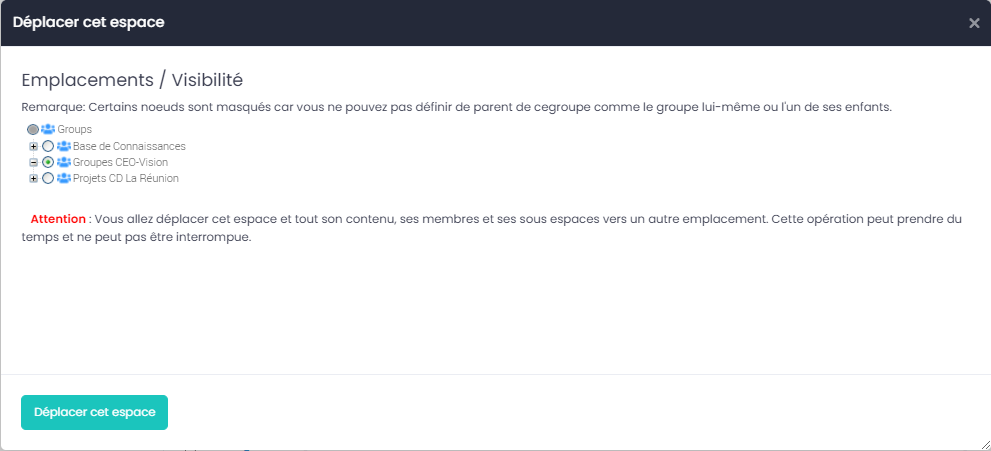 Déplacer cet espace
Emplacements / Visibilité
Remarque: Certains noeuds sont masqués car vous ne pouvez pas définir de parent de cegroupe comme le groupe lui-même ou l'un de ses enfants.
Groups
Base de Connaissances
Groupes CEO-Vision
Projets CD La Réunion
Attention : Vous allez déplacer cet espace et tout son contenu, ses membres et ses sous espaces vers un autre emplacement. Cette opération peut prendre du
temps et ne peut pas être interrompue.
Déplacer cet espace